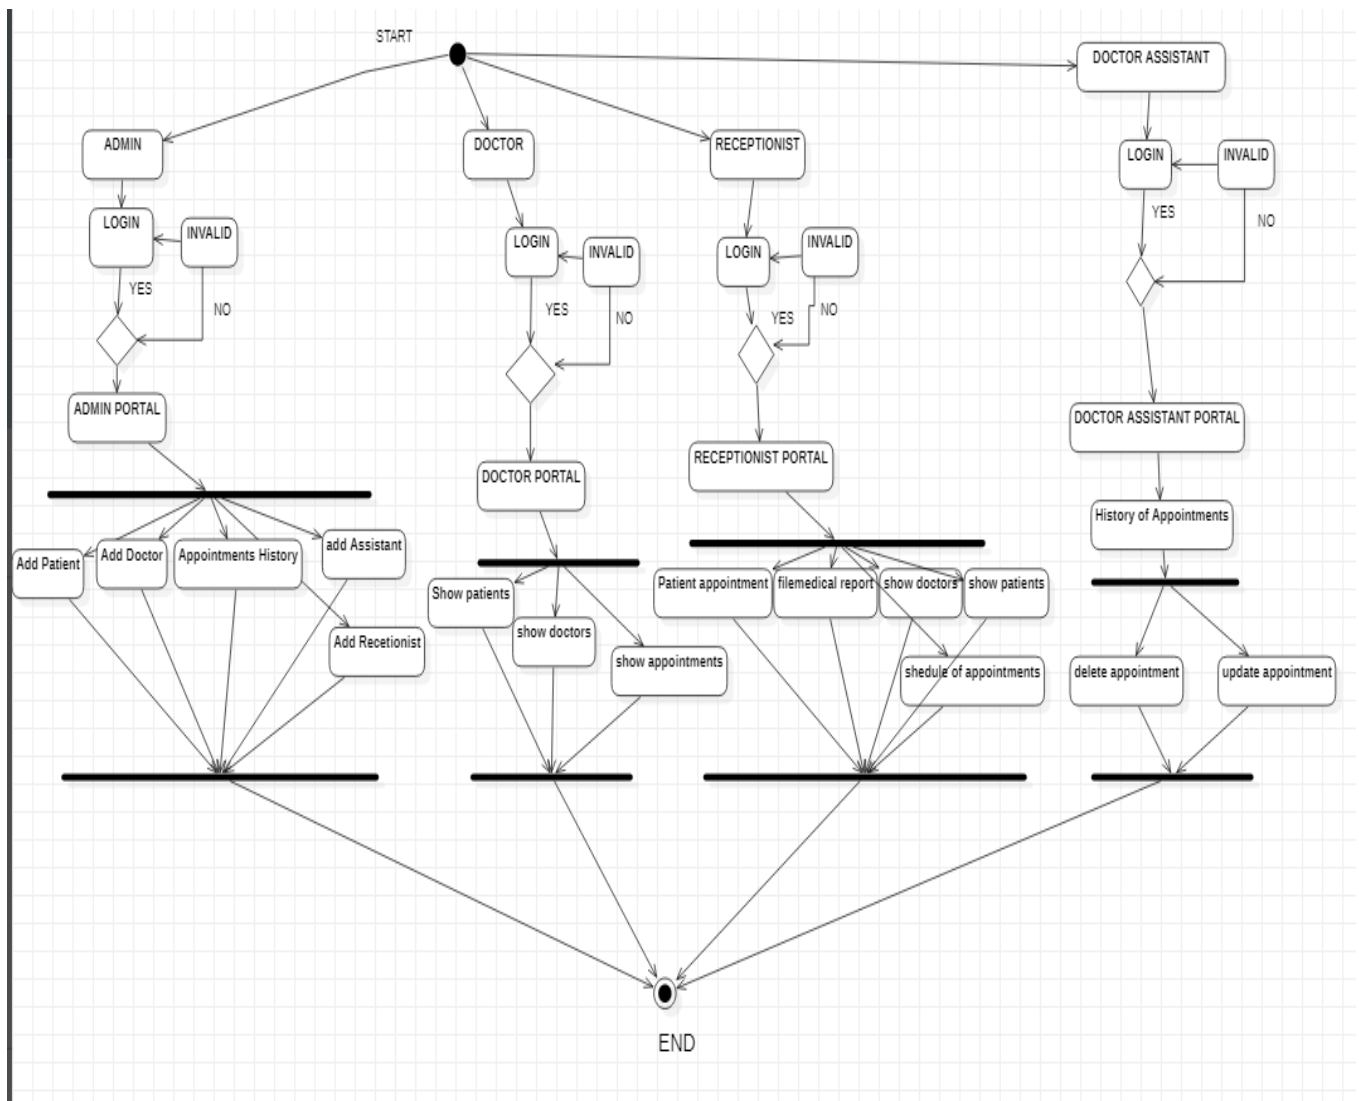 START
DOCTOR ASSISTANT
ADMIN
DOCTOR
RECEPTIONIST
LOGIN
INVALID
LOGIN
INVALID
LOGIN
INVALID
LOGIN
INVALID
YES
NO
YES
NO
YES
NO
YES
NO
ADMIN PORTAL
DOCTOR PORTAL
RECEPTIONIST PORTAL
DOCTOR ASSISTANT PORTAL
History of Appointments
Add Patient
Add Doctor
Appointments History
add Assistant
Add Recetionist
Show patients
show doctors
show appointments
Patient appointment
filemedical report
show doctors
show patients
shedule of appointments
delete appointment
update appointment
END